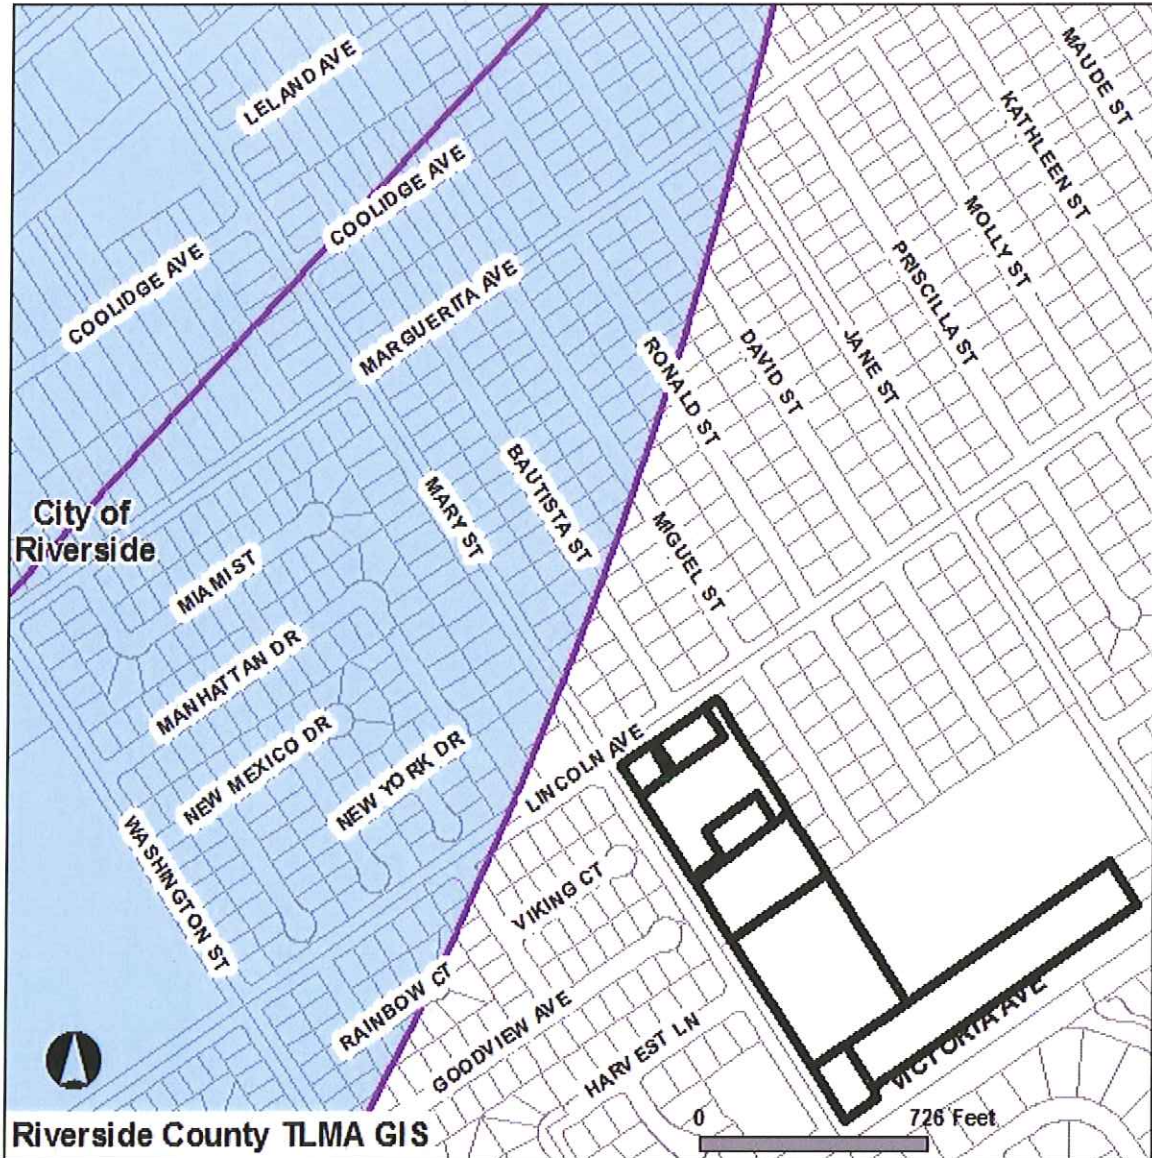 MAUDE ST
LELAND AVE
KATHLEEN ST
COOLIDGE AVE
MOLLY ST
COOLIDGE AVE
PRISCILLA ST
MARGUERITA AVE
RONALD ST
DAVID ST
JANE ST
City of
Riverside
MARY ST
BAUTISTA ST
MIGUEL ST
MIAMI ST
MANHATTAN DR
NEW MEXICO DR
NEW YORK DR
LINCOLN AVE
WASHINGTON ST
VIKING CT
RAINBOW CT
GOODVIEW AVE
HARVEST LN
VICTORIA AVE
0 726 Feet
Riverside County TLMA GIS